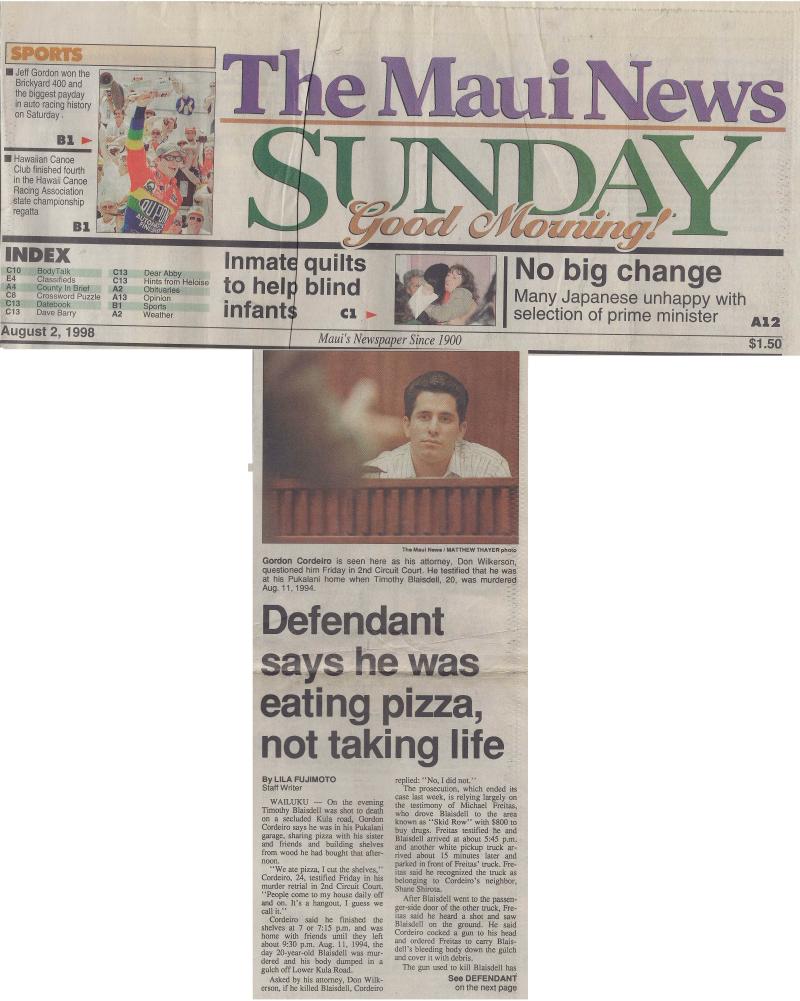 SPORTS
■ Jeff Gordon won the
Brickyard 400 and
the biggest payday
in auto racing history
on Saturday.
B1
■ Hawaiian Canoe
Club finished fourth
in the Hawaii Canoe
Racing Association
state championship
regatta
B1
DU PONT
AUTOMOTIVE
FINISHES
The Maui News
SUNDAY
Good Morning!
INDEX
C10 BodyTalk
E4 Classifieds
A4 County In Brief
C8 Crossword Puzzle
C13 Datebook
C13 Dave Barry
C13 Dear Abby
C13 Hints from Heloise
A2 Obituaries
A13 Opinion
B1 Sports
A2 Weather
Inmate quilts
to help blind
infants C1
No big change
Many Japanese unhappy with
selection of prime minister
A12
August 2, 1998
Maui's Newspaper Since 1900
$1.50
The Maui News / MATTHEW THAYER photo
Gordon Cordeiro is seen here as his attorney, Don Wilkerson,
questioned him Friday in 2nd Circuit Court. He testified that he was
at his Pukalani home when Timothy Blaisdell, 20, was murdered
Aug. 11, 1994.
Defendant
says he was
eating pizza,
not taking life
By LILA FUJIMOTO
Staff Writer
WAILUKU — On the evening
Timothy Blaisdell was shot to death
on a secluded Kula road, Gordon
Cordeiro says he was in his Pukalani
garage, sharing pizza with his sister
and friends and building shelves
from wood he had bought that after-
noon.
"We ate pizza, I cut the shelves,"
Cordeiro, 24, testified Friday in his
murder retrial in 2nd Circuit Court.
"People come to my house daily off
and on. It's a hangout, I guess we
call it."
Cordeiro said he finished the
shelves at 7 or 7:15 p.m. and was
home with friends until they left
about 9:30 p.m. Aug. 11, 1994, the
day 20-year-old Blaisdell was mur-
dered and his body dumped in a
gulch off Lower Kula Road.
Asked by his attorney, Don Wilk-
erson, if he killed Blaisdell, Cordeiro
replied: "No, I did not."
The prosecution, which ended its
case last week, is relying largely on
the testimony of Michael Freitas,
who drove Blaisdell to the area
known as "Skid Row" with $800 to
buy drugs. Freitas testified he and
Blaisdell arrived at about 5:45 p.m.
and another white pickup truck ar-
rived about 15 minutes later and
parked in front of Freitas' truck. Fre-
itas said he recognized the truck as
belonging to Cordeiro's neighbor,
Shane Shirota.
After Blaisdell went to the passen-
ger-side door of the other truck, Fre-
itas said he heard a shot and saw
Blaisdell on the ground. He said
Cordeiro cocked a gun to his head
and ordered Freitas to carry Blais-
dell's bleeding body down the gulch
and cover it with debris.
The gun used to kill Blaisdell has
See DEFENDANT
on the next page